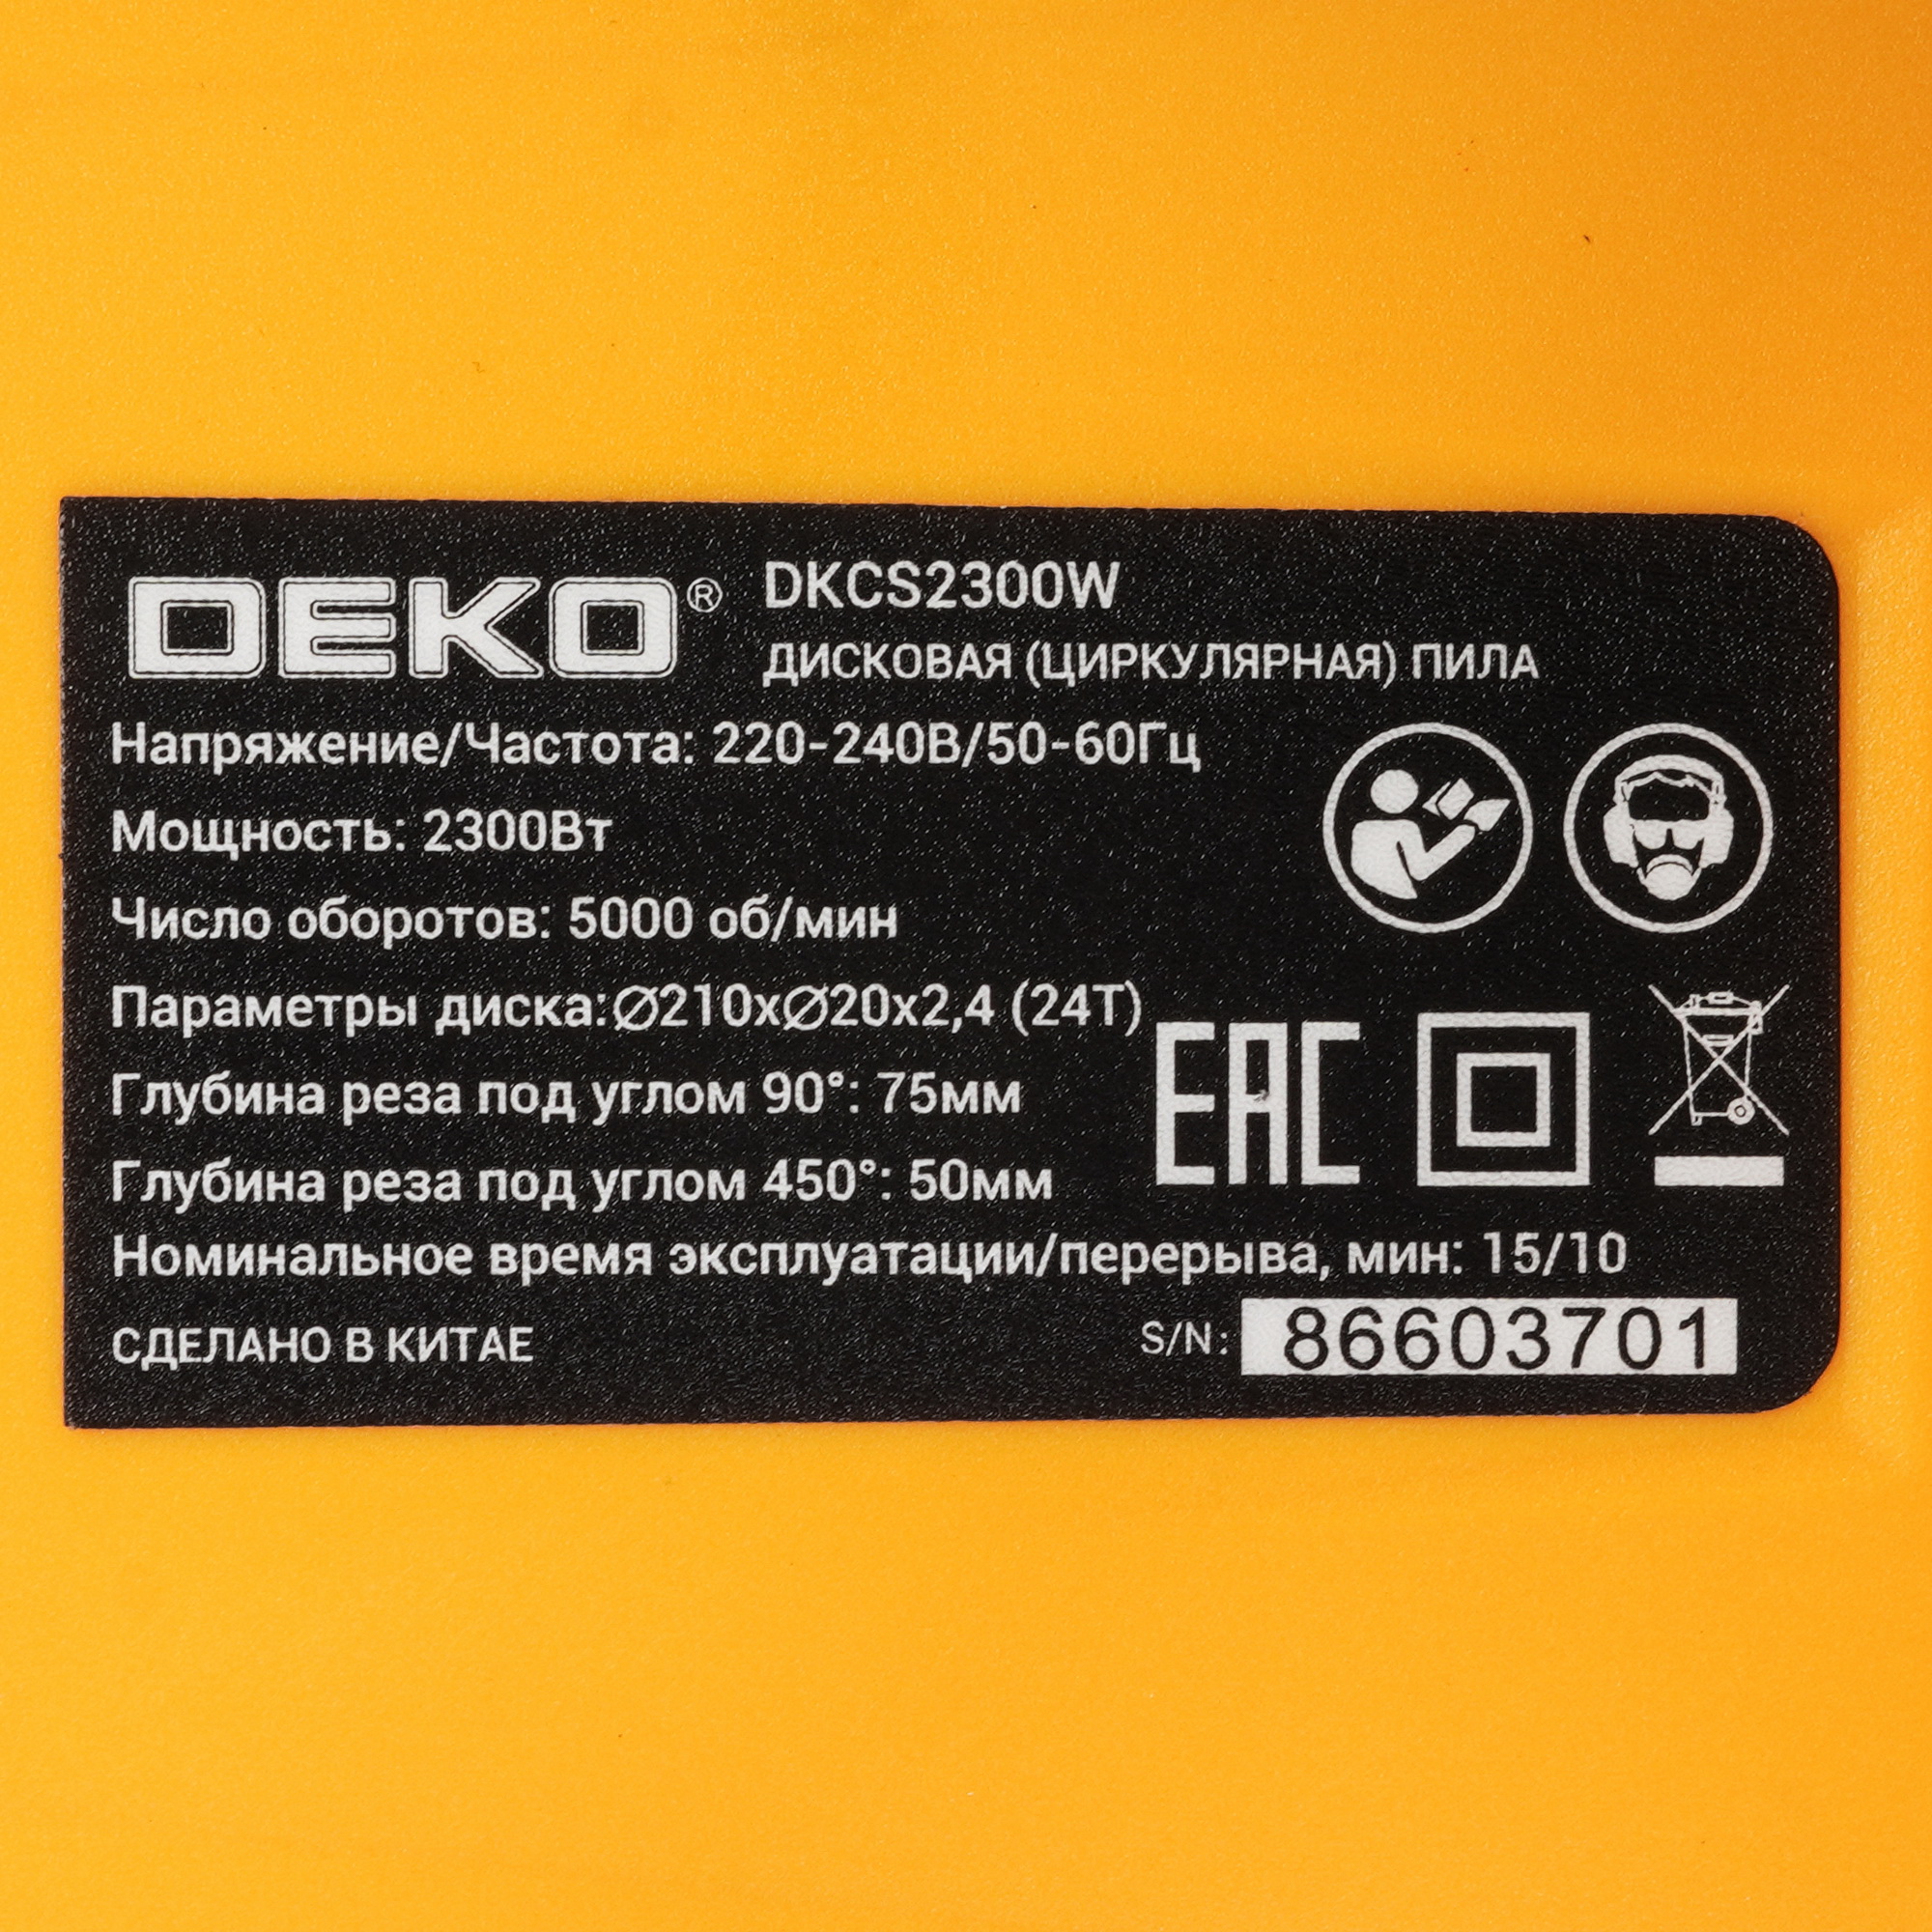 DEKO® DKCS2300W
ДИСКОВАЯ (ЦИРКУЛЯРНАЯ) ПИЛА
Напряжение/Частота: 220-240В/50-60Гц
Мощность: 2300Вт
Число оборотов: 5000 об/мин
Параметры диска:∅210x∅20x2,4 (24T)
Глубина реза под углом 90°: 75мм
Глубина реза под углом 450°: 50мм
EAC
Номинальное время эксплуатации/перерыва, мин: 15/10
СДЕЛАНО В КИТАЕ
S/N: 86603701